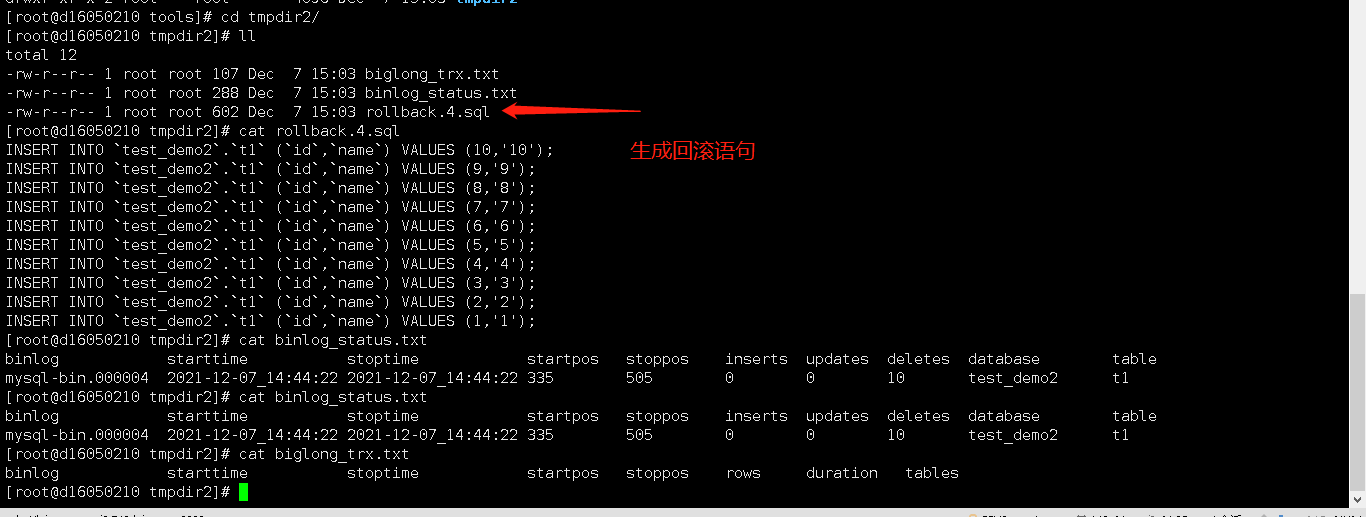 [root@d16050210 tools]# cd tmpdir2/
[root@d16050210 tmpdir2]# ll
total 12
-rw-r--r-- 1 root root 107 Dec  7 15:03 biglong_trx.txt
-rw-r--r-- 1 root root 288 Dec  7 15:03 binlog_status.txt
-rw-r--r-- 1 root root 602 Dec  7 15:03 rollback.4.sql
[root@d16050210 tmpdir2]# cat rollback.4.sql
生成回滚语句
INSERT INTO `test_demo2`.`t1` (`id`,`name`) VALUES (10,'10');
INSERT INTO `test_demo2`.`t1` (`id`,`name`) VALUES (9,'9');
INSERT INTO `test_demo2`.`t1` (`id`,`name`) VALUES (8,'8');
INSERT INTO `test_demo2`.`t1` (`id`,`name`) VALUES (7,'7');
INSERT INTO `test_demo2`.`t1` (`id`,`name`) VALUES (6,'6');
INSERT INTO `test_demo2`.`t1` (`id`,`name`) VALUES (5,'5');
INSERT INTO `test_demo2`.`t1` (`id`,`name`) VALUES (4,'4');
INSERT INTO `test_demo2`.`t1` (`id`,`name`) VALUES (3,'3');
INSERT INTO `test_demo2`.`t1` (`id`,`name`) VALUES (2,'2');
INSERT INTO `test_demo2`.`t1` (`id`,`name`) VALUES (1,'1');
[root@d16050210 tmpdir2]# cat binlog_status.txt
binlog            starttime           stoptime            startpos   stoppos    inserts  updates  deletes  database        table
mysql-bin.000004  2021-12-07_14:44:22 2021-12-07_14:44:22 335        505        0        0        10       test_demo2      t1
[root@d16050210 tmpdir2]# cat binlog_status.txt
binlog            starttime           stoptime            startpos   stoppos    inserts  updates  deletes  database        table
mysql-bin.000004  2021-12-07_14:44:22 2021-12-07_14:44:22 335        505        0        0        10       test_demo2      t1
[root@d16050210 tmpdir2]# cat biglong_trx.txt
binlog            starttime           stoptime            startpos   stoppos    rows     duration   tables
[root@d16050210 tmpdir2]#